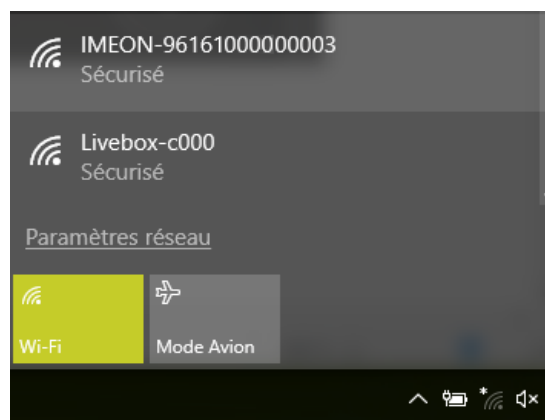 IMEON-96161000000003
Sécurisé
Livebox-c000
Sécurisé
Paramètres réseau
Wi-Fi
Mode Avion